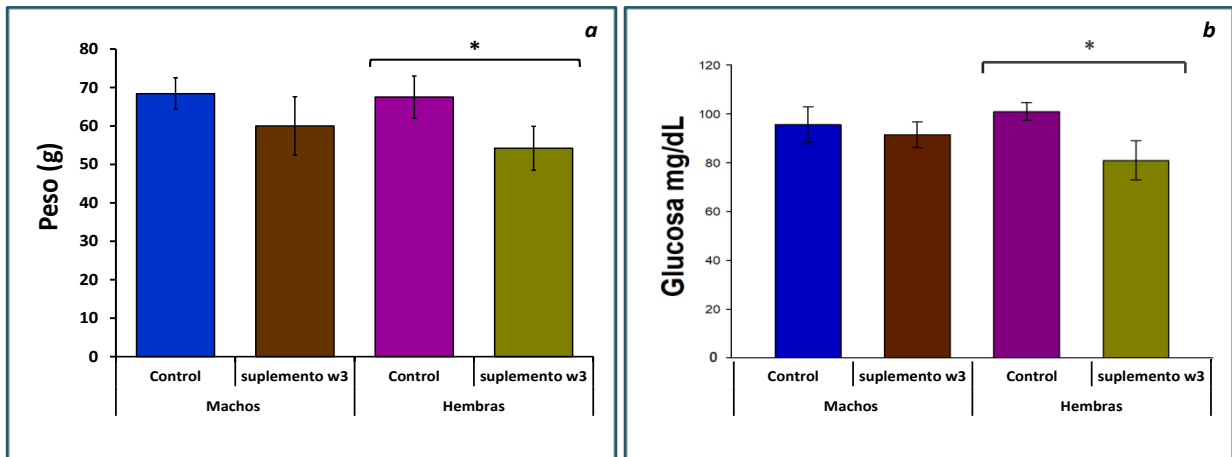 a
*
Peso (g)
80
70
60
50
40
30
20
10
0
Control
suplemento w3
Control
suplemento w3
Machos
Hembras
b
*
Glucosa mg/dL
120
100
80
60
40
20
0
Control
suplemento w3
Control
suplemento w3
Machos
Hembras